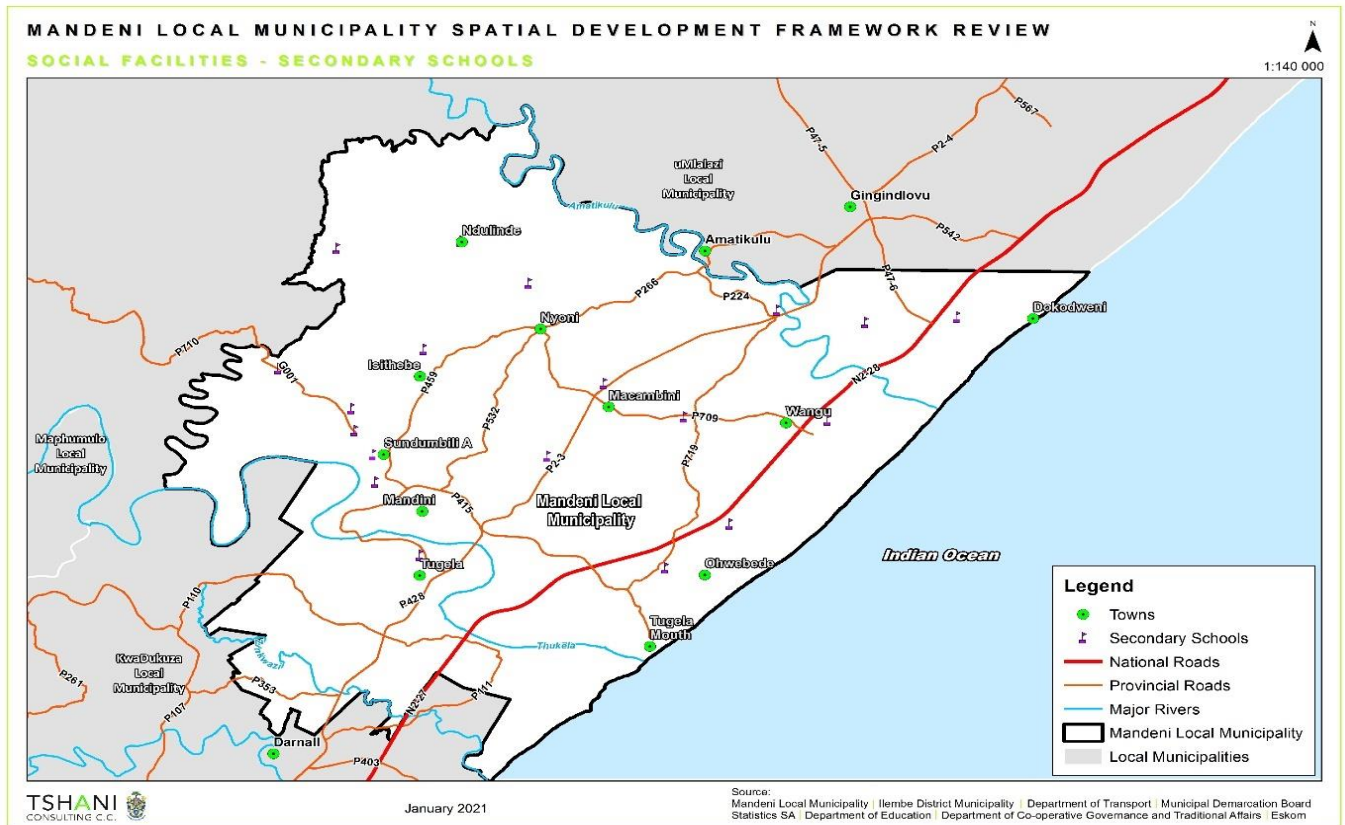 MANDENI LOCAL MUNICIPALITY SPATIAL DEVELOPMENT FRAMEWORK REVIEW
SOCIAL FACILITIES - SECONDARY SCHOOLS
N
1:140 000
P567
P47-5
P2-4
uMlalazi
Local
Municipality
Gingindlovu
Amatikulu
Ndulinde
Amatikulu
P542
P47-6
P266
P224
Dokodweni
Nyoni
P710
G001
Isithebe
P459
N2-28
P532
Macambini
P709
Wangu
Maphumulo
Local
Municipality
Sundumbili A
P2-3
P719
Mandini
P415
Mandeni Local
Municipality
Indian Ocean
Tugela
Ohwebede
P110
P428
Tugela
Mouth
Thukela
KwaDukuza
Local
Municipality
P261
P353
P111
N2-27
P107
Darnall
P403
Legend
Towns
Secondary Schools
National Roads
Provincial Roads
Major Rivers
Mandeni Local Municipality
Local Municipalities
TSHANI
CONSULTING C.C.
January 2021
Source:
Mandeni Local Municipality | Ilembe District Municipality | Department of Transport | Municipal Demarcation Board
Statistics SA | Department of Education | Department of Co-operative Governance and Traditional Affairs | Eskom